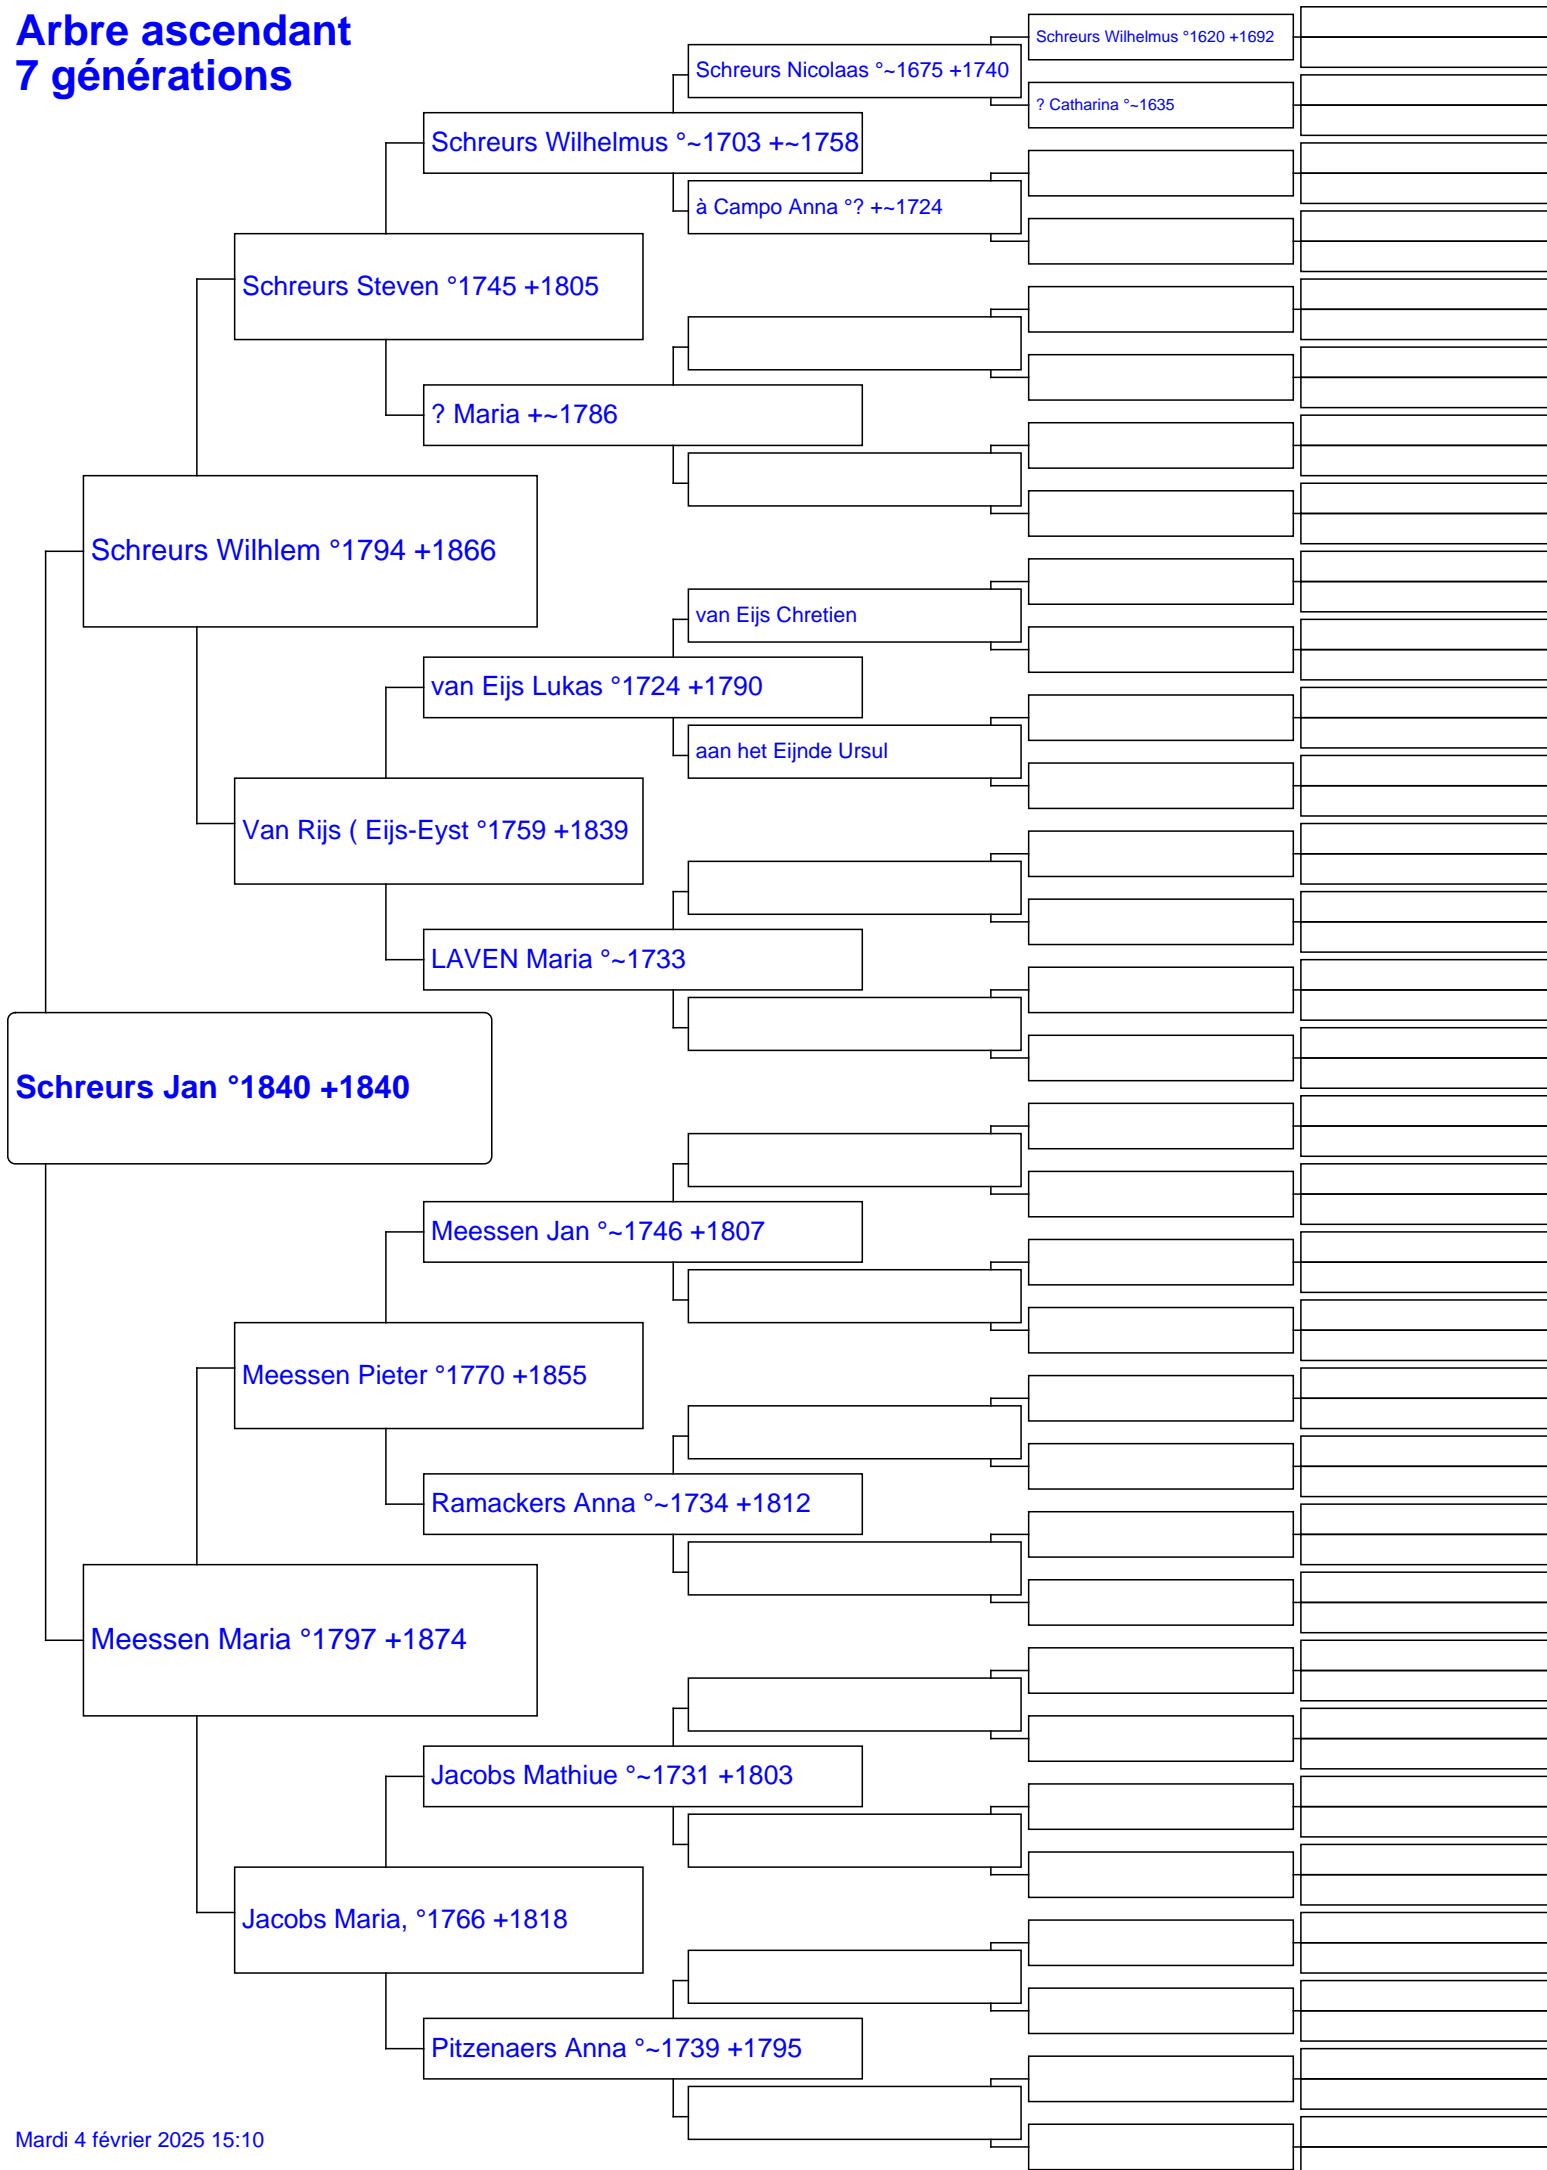 Arbre ascendant
7 générations
Schreurs Wilhelmus °1620 +1692
Schreurs Nicolaas °~1675 +1740
? Catharina °~1635
Schreurs Wilhelmus °~1703 +~1758
à Campo Anna °? +~1724
Schreurs Steven °1745 +1805
? Maria +~1786
Schreurs Wilhlem °1794 +1866
van Eijs Chretien
van Eijs Lukas °1724 +1790
aan het Eijnde Ursul
Van Rijs ( Eijs-Eyst °1759 +1839
LAVEN Maria °~1733
Schreurs Jan °1840 +1840
Meessen Jan °~1746 +1807
Meessen Pieter °1770 +1855
Ramackers Anna °~1734 +1812
Meessen Maria °1797 +1874
Jacobs Mathiue °~1731 +1803
Jacobs Maria, °1766 +1818
Pitzenaers Anna °~1739 +1795
Mardi 4 février 2025 15:10